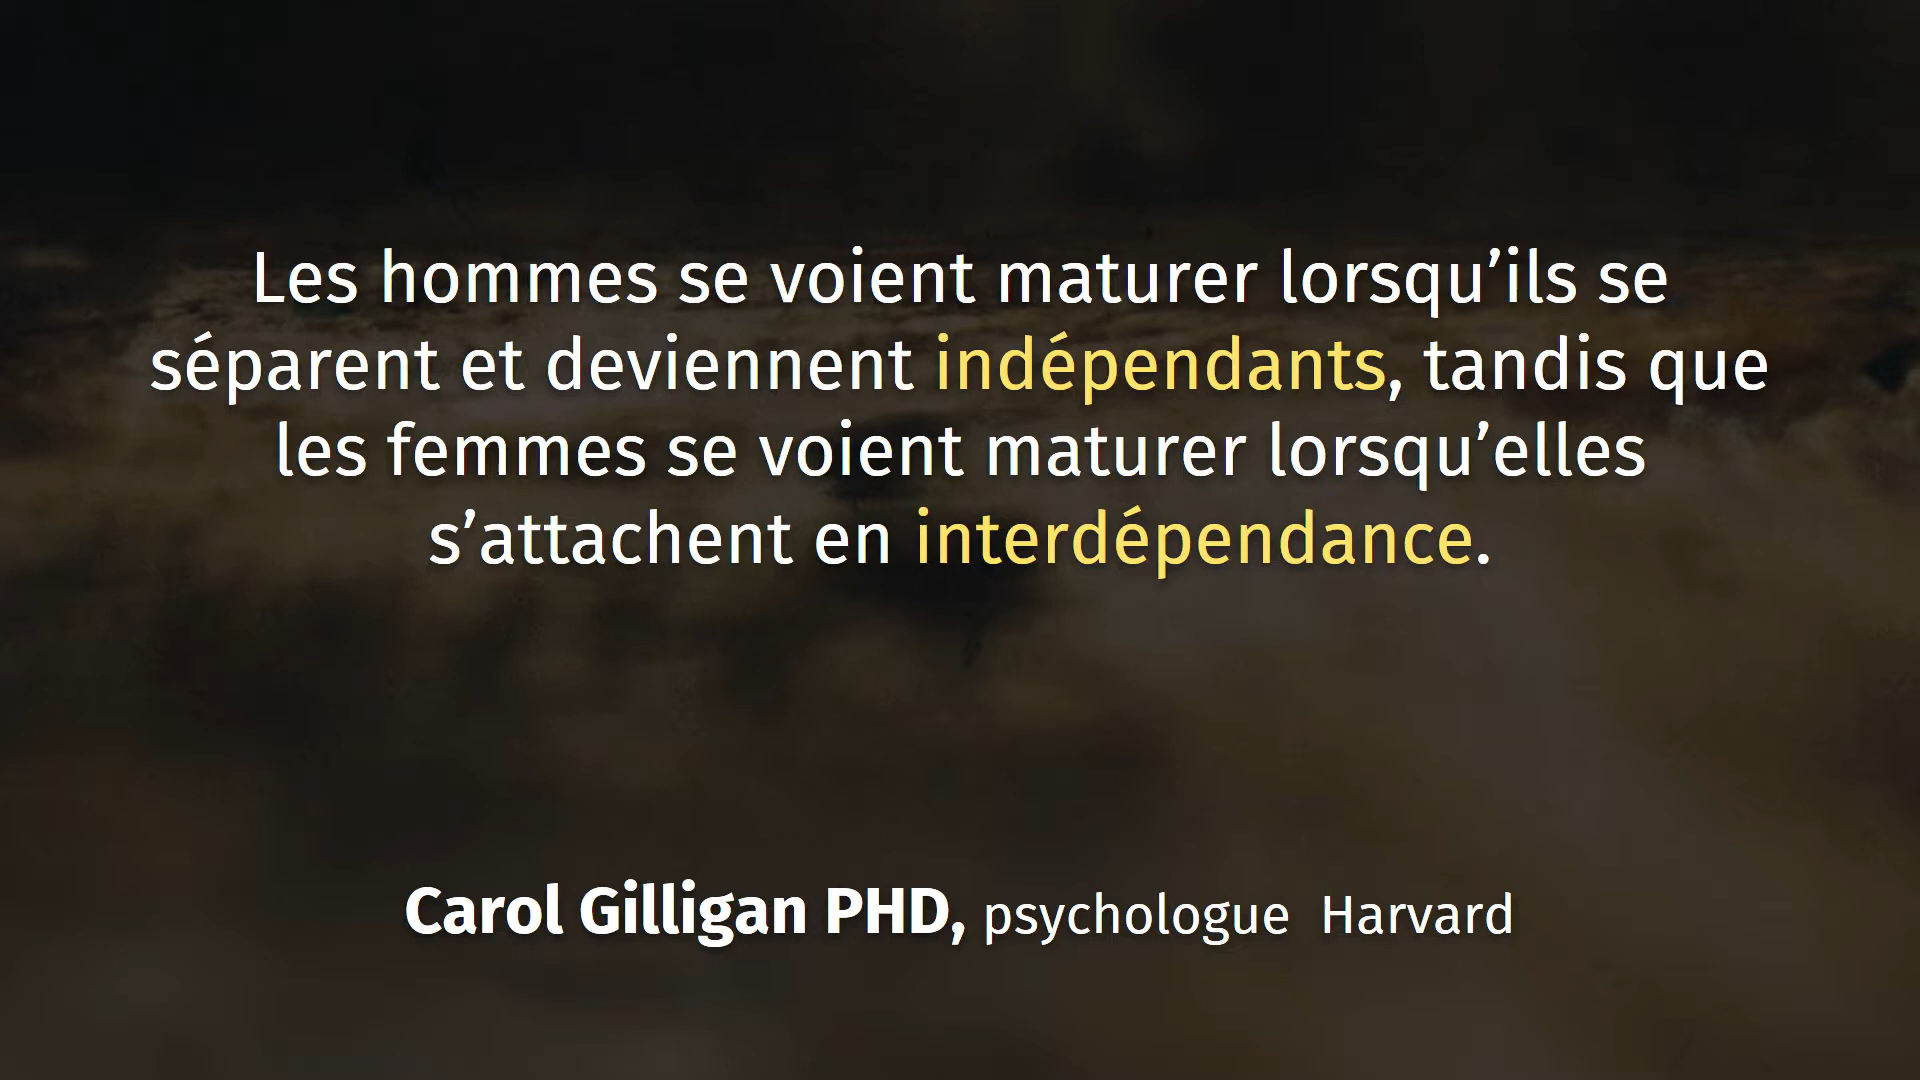 Les hommes se voient maturer lorsqu’ils se
séparent et deviennent indépendants, tandis que
les femmes se voient maturer lorsqu’elles
s’attachent en interdépendance.
Carol Gilligan PHD, psychologue Harvard